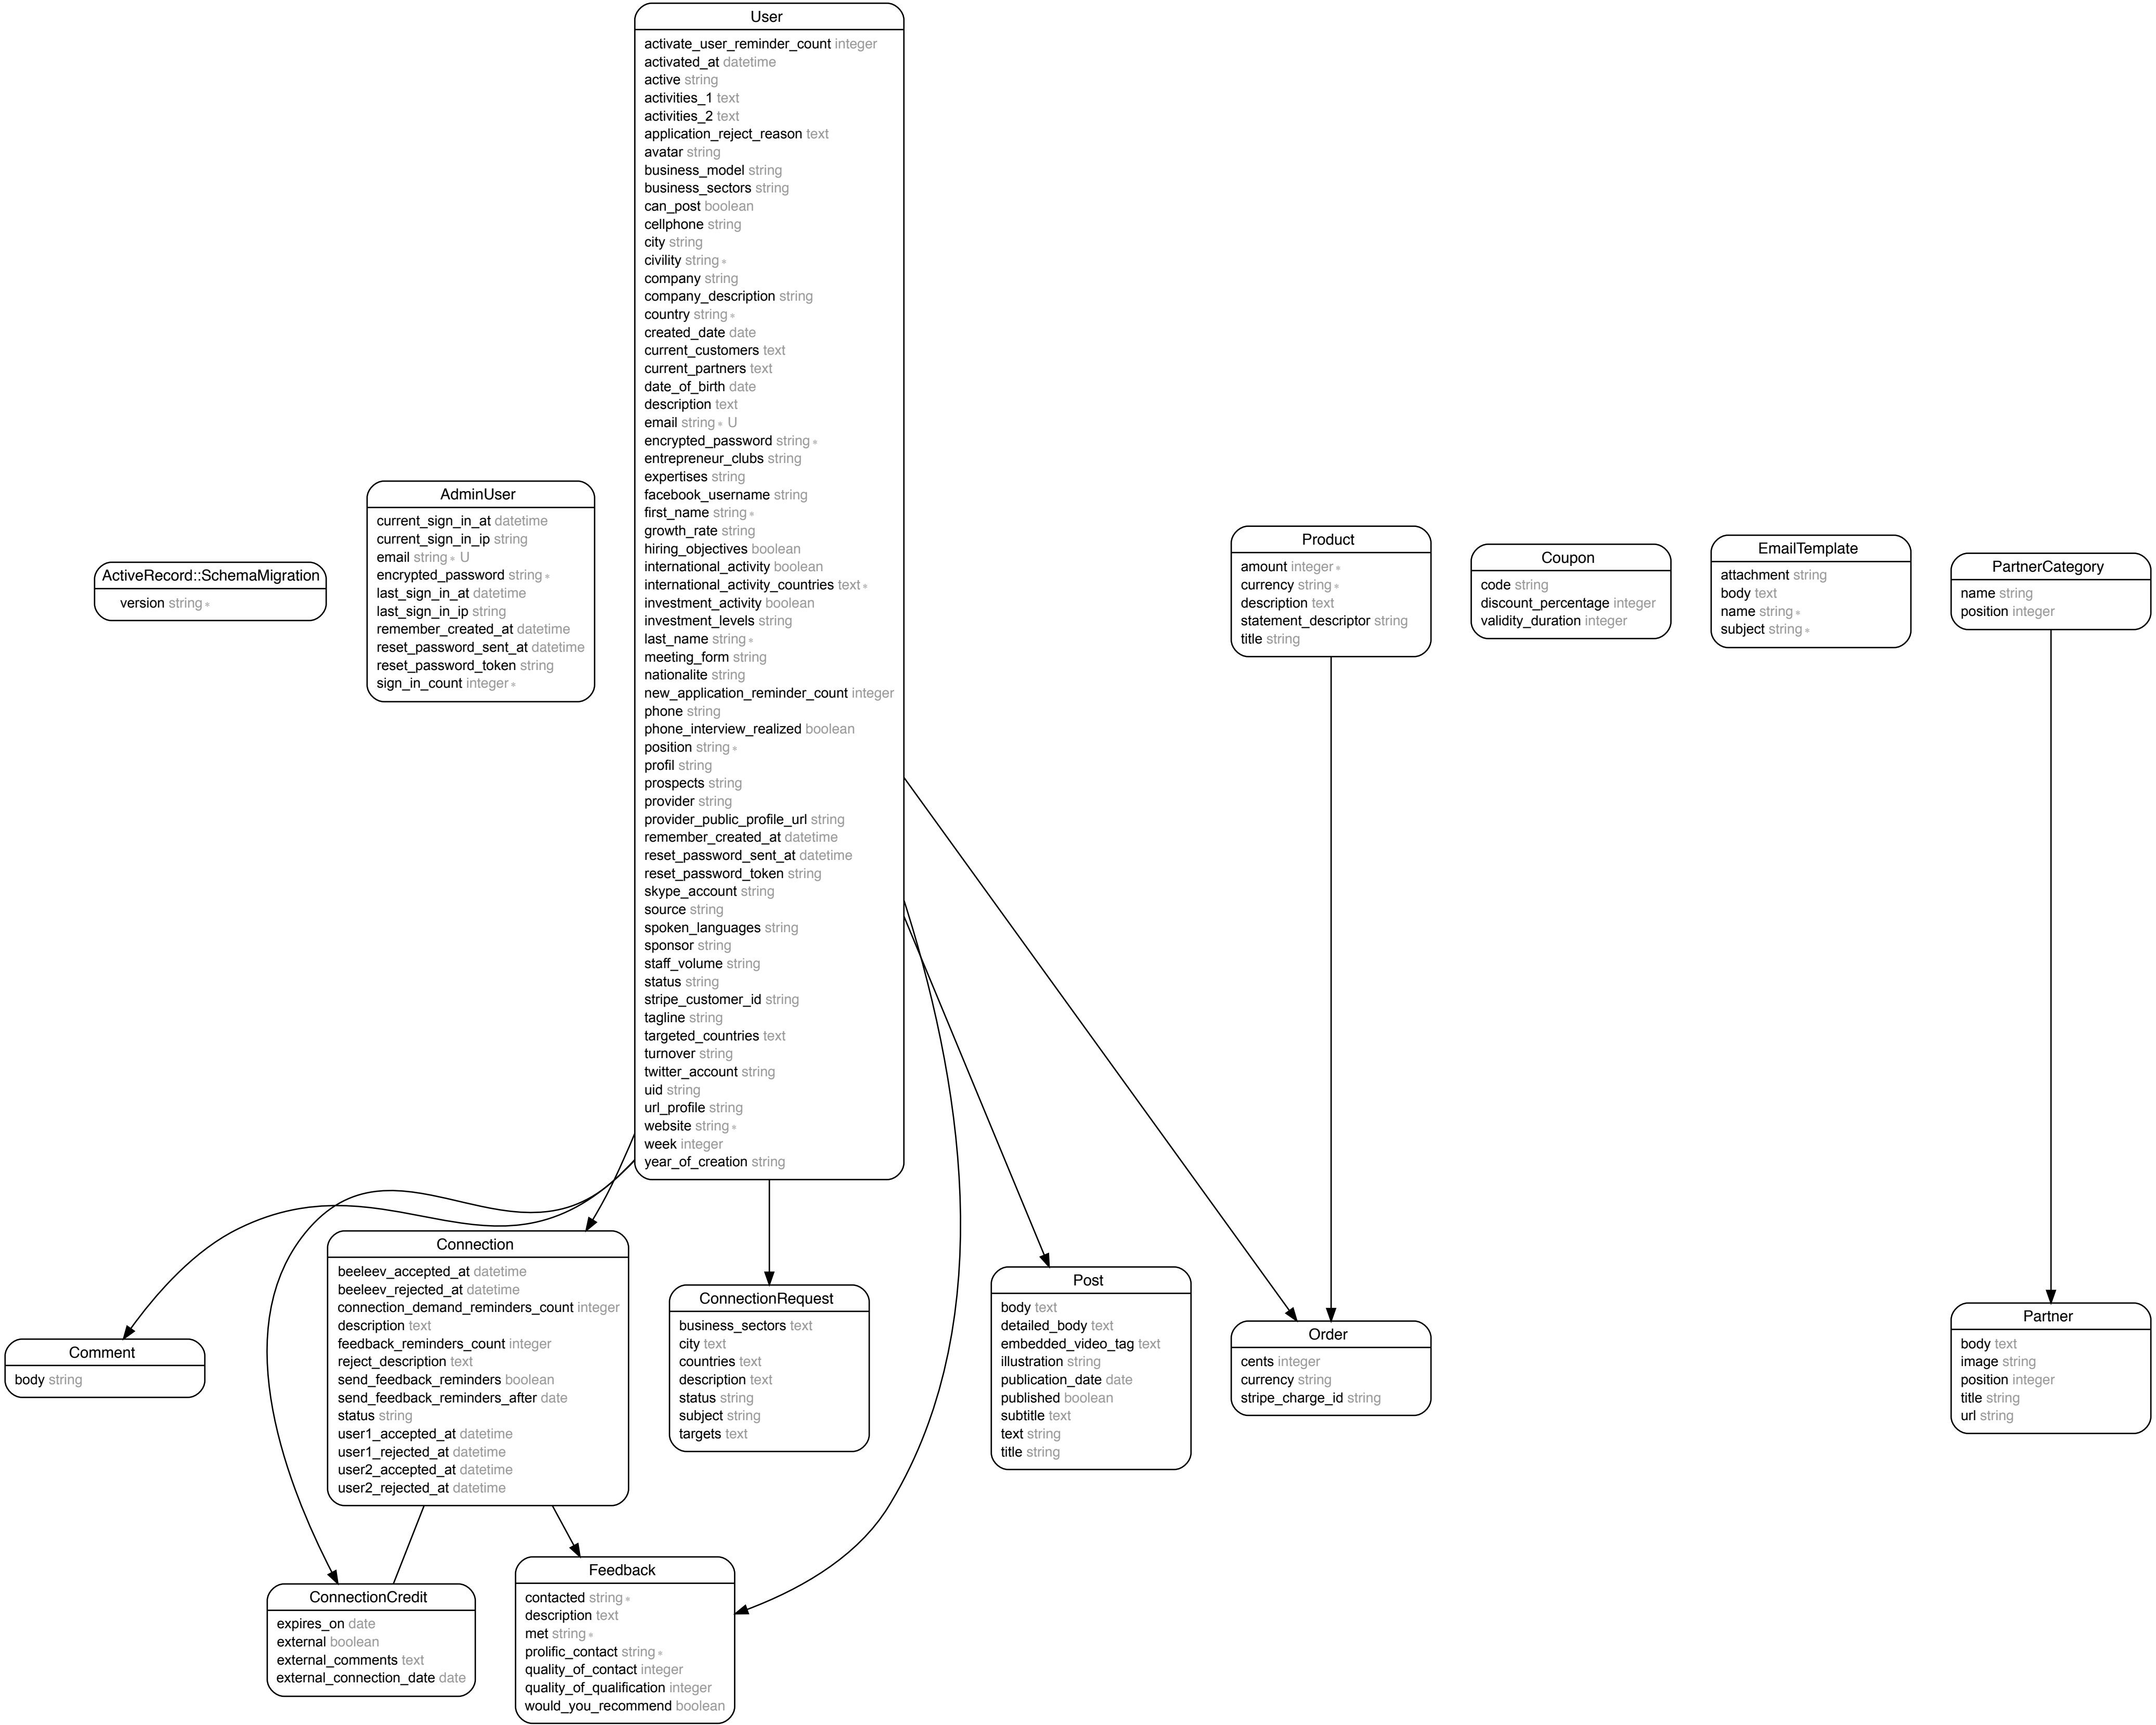 User
activate_user_reminder_count integer
activated_at datetime
active string
activities_1 text
activities_2 text
application_reject_reason text
avatar string
business_model string
business_sectors string
can_post boolean
cellphone string
city string
civility string *
company string
company_description string
country string *
created_date date
current_customers text
current_partners text
date_of_birth date
description text
email string * U
encrypted_password string *
entrepreneur_clubs string
expertises string
facebook_username string
first_name string *
growth_rate string
hiring_objectives boolean
international_activity boolean
international_activity_countries text *
investment_activity boolean
investment_levels string
last_name string *
meeting_form string
nationalite string
new_application_reminder_count integer
phone string
phone_interview_realized boolean
position string *
profil string
prospects string
provider string
provider_public_profile_url string
remember_created_at datetime
reset_password_sent_at datetime
reset_password_token string
skype_account string
source string
spoken_languages string
sponsor string
staff_volume string
status string
stripe_customer_id string
tagline string
targeted_countries text
turnover string
twitter_account string
uid string
url_profile string
website string *
week integer
year_of_creation string
ActiveRecord::SchemaMigration
version string *
AdminUser
current_sign_in_at datetime
current_sign_in_ip string
email string * U
encrypted_password string *
last_sign_in_at datetime
last_sign_in_ip string
remember_created_at datetime
reset_password_sent_at datetime
reset_password_token string
sign_in_count integer *
Product
amount integer *
currency string *
description text
statement_descriptor string
title string
Coupon
code string
discount_percentage integer
validity_duration integer
EmailTemplate
attachment string
body text
name string *
subject string *
PartnerCategory
name string
position integer
Comment
body string
Connection
beeleev_accepted_at datetime
beeleev_rejected_at datetime
connection_demand_reminders_count integer
description text
feedback_reminders_count integer
reject_description text
send_feedback_reminders boolean
send_feedback_reminders_after date
status string
user1_accepted_at datetime
user1_rejected_at datetime
user2_accepted_at datetime
user2_rejected_at datetime
ConnectionRequest
business_sectors text
city text
countries text
description text
status string
subject string
targets text
Post
body text
detailed_body text
embedded_video_tag text
illustration string
publication_date date
published boolean
subtitle text
text string
title string
Order
cents integer
currency string
stripe_charge_id string
Partner
body text
image string
position integer
title string
url string
ConnectionCredit
expires_on date
external boolean
external_comments text
external_connection_date date
Feedback
contacted string *
description text
met string *
prolific_contact string *
quality_of_contact integer
quality_of_qualification integer
would_you_recommend boolean